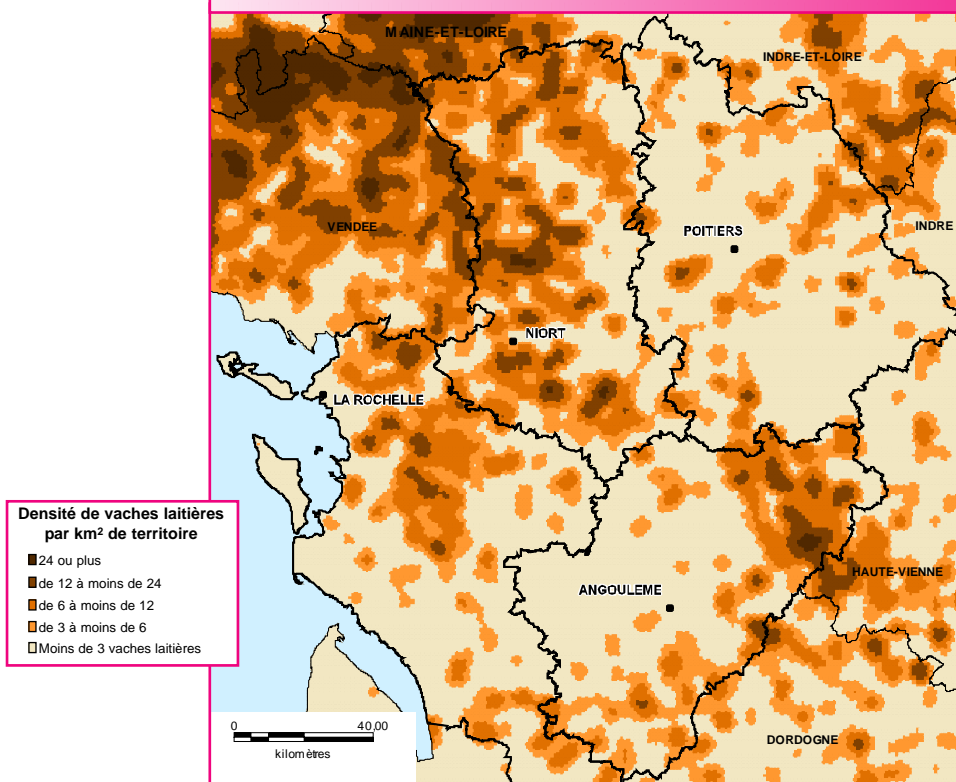 MAINE-ET-LOIRE
INDRE-ET-LOIRE
VENDEE
POITIERS
INDRE
NIORT
LA ROCHELLE
Densité de vaches laitières
par km² de territoire
24 ou plus
de 12 à moins de 24
de 6 à moins de 12
de 3 à moins de 6
Moins de 3 vaches laitières
HAUTE-VIENNE
ANGOULEME
0 40,00
kilomètres
DORDOGNE